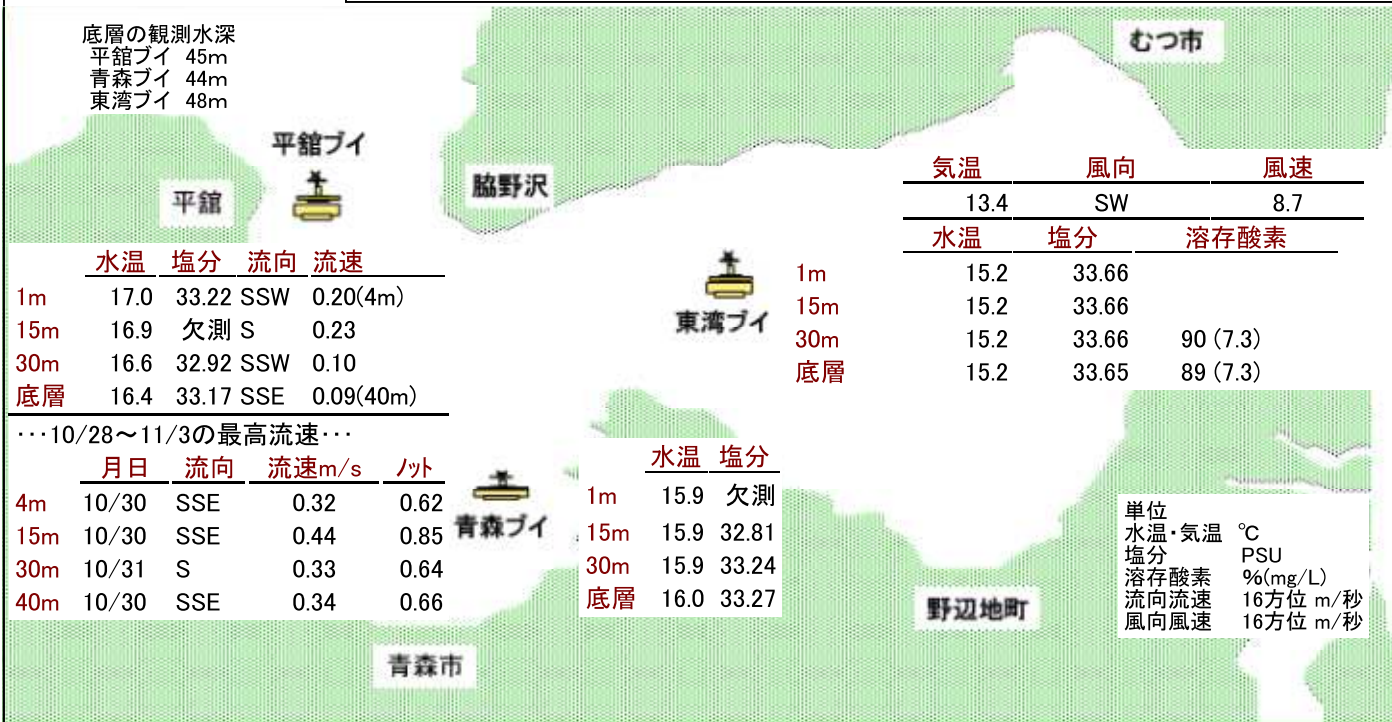 底層の観測水深
平舘ブイ 45m
青森ブイ 44m
東湾ブイ 48m
むつ市
平舘ブイ
平舘
脇野沢
気温 風向 風速
13.4 SW 8.7
水温 塩分 溶存酸素
1m 15.2 33.66
15m 15.2 33.66
30m 15.2 33.66 90 (7.3)
底層 15.2 33.65 89 (7.3)
東湾ブイ
水温 塩分 流向 流速
1m 17.0 33.22 SSW 0.20(4m)
15m 16.9 欠測 S 0.23
30m 16.6 32.92 SSW 0.10
底層 16.4 33.17 SSE 0.09(40m)
･･･10/28～11/3の最高流速･･･
月日 流向 流速m/s ﾉｯﾄ
4m 10/30 SSE 0.32 0.62
15m 10/30 SSE 0.44 0.85
30m 10/31 S 0.33 0.64
40m 10/30 SSE 0.34 0.66
青森ブイ
水温 塩分
1m 15.9 欠測
15m 15.9 32.81
30m 15.9 33.24
底層 16.0 33.27
単位
水温･気温 ℃
塩分 PSU
溶存酸素 %(mg/L)
流向流速 16方位 m/秒
風向風速 16方位 m/秒
野辺地町
青森市